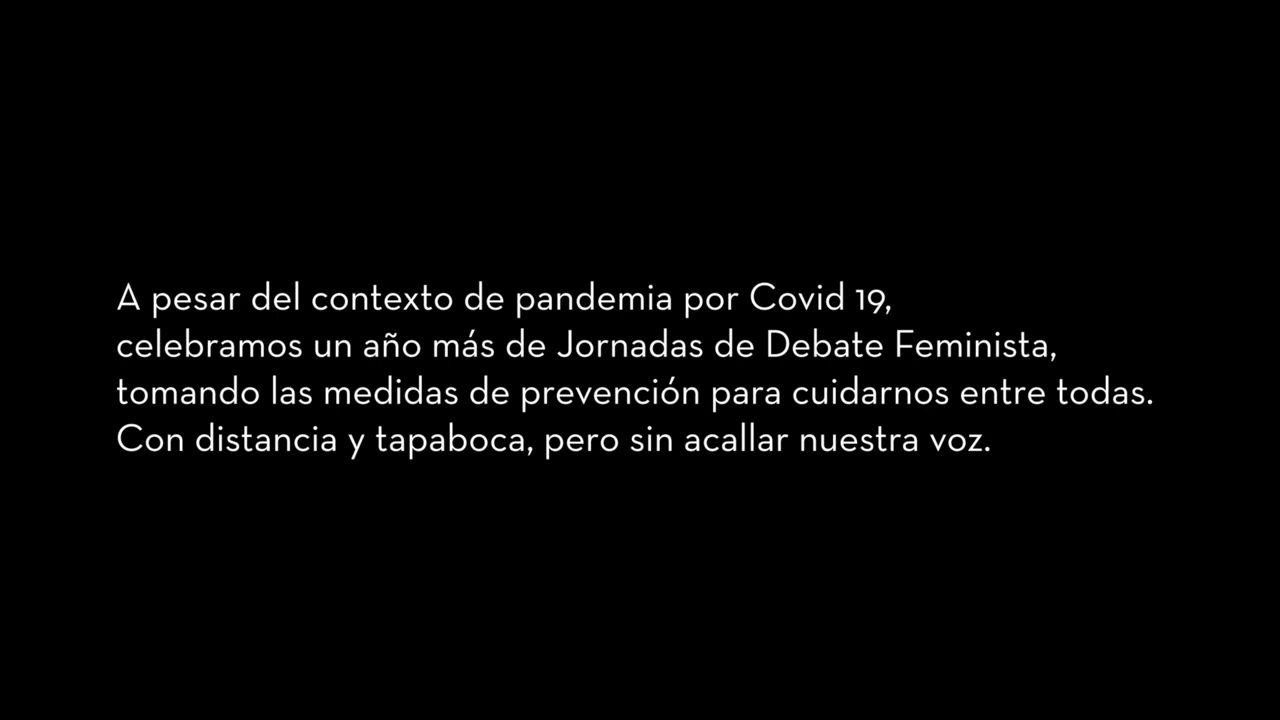 A pesar del contexto de pandemia por Covid 19,
celebramos un año más de Jornadas de Debate Feminista,
tomando las medidas de prevención para cuidarnos entre todas.
Con distancia y tapaboca, pero sin acallar nuestra voz.